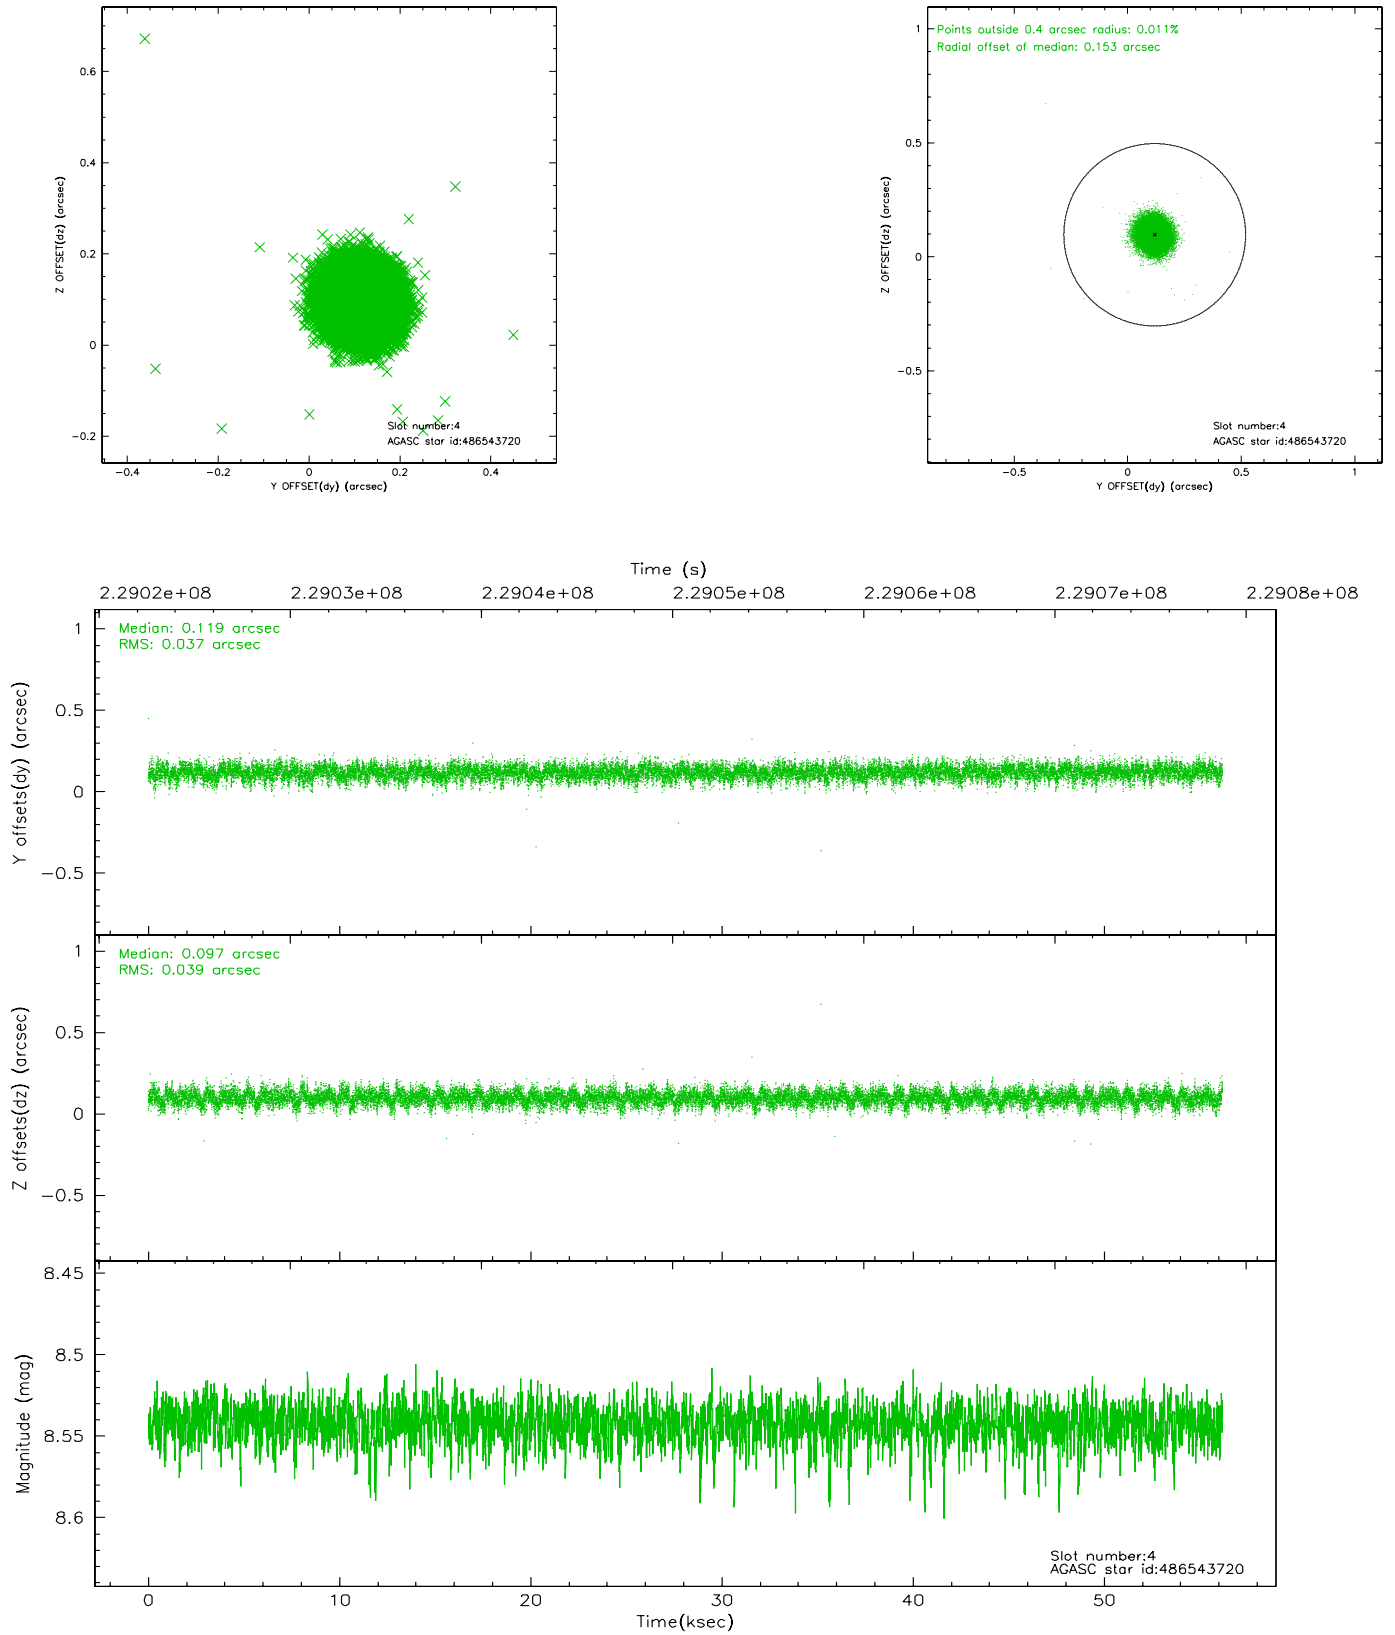 0.6
0.4
0.2
0
−0.2
Z OFFSET(dz) (arcsec)
−0.4 −0.2 0 0.2 0.4
Y OFFSET(dy) (arcsec)
Slot number:4
AGASC star id:486543720
Points outside 0.4 arcsec radius: 0.011%
Radial offset of median: 0.153 arcsec
1
0.5
0
−0.5
Z OFFSET(dz) (arcsec)
Slot number:4
AGASC star id:486543720
−0.5 0 0.5 1
Y OFFSET(dy) (arcsec)
Time (s)
2.2902e+08 2.2903e+08 2.2904e+08 2.2905e+08 2.2906e+08 2.2907e+08 2.2908e+08
Median: 0.119 arcsec
RMS: 0.037 arcsec
1
0.5
0
−0.5
Y offsets(dy) (arcsec)
Median: 0.097 arcsec
RMS: 0.039 arcsec
1
0.5
0
−0.5
Z offsets(dz) (arcsec)
8.45
8.5
8.55
8.6
Magnitude (mag)
Slot number:4
AGASC star id:486543720
0 10 20 30 40 50
Time(ksec)